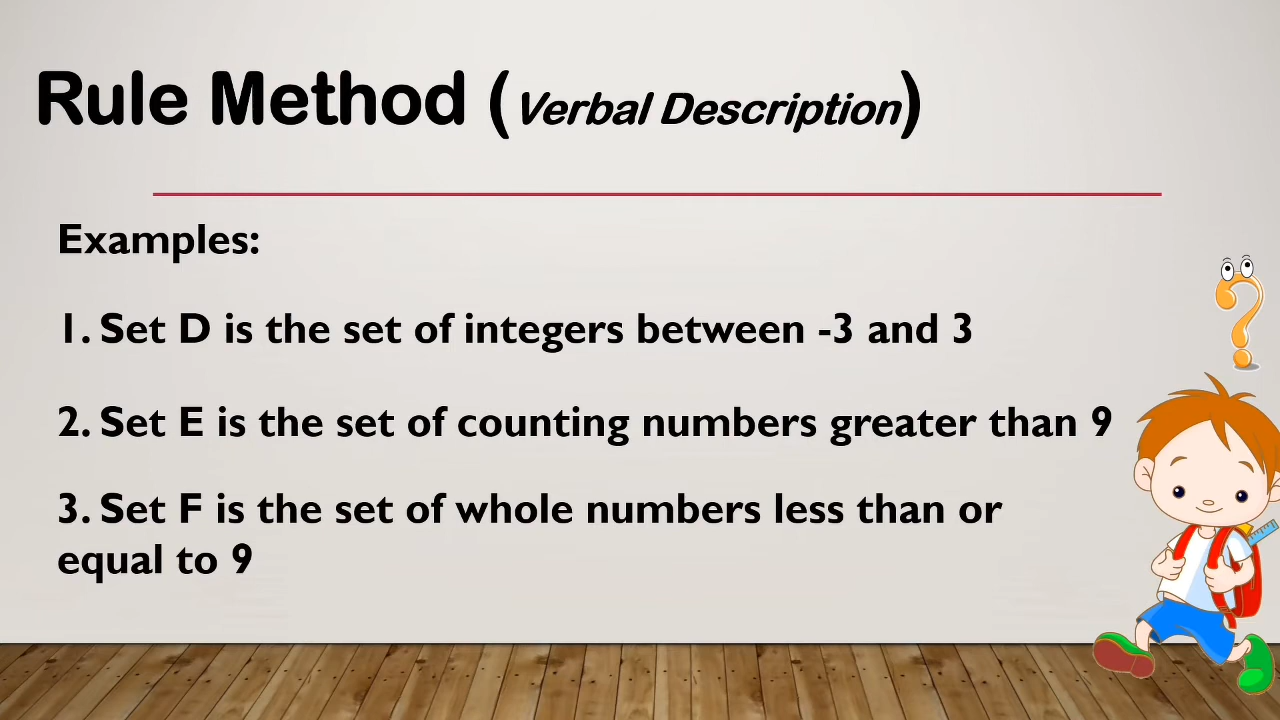 Rule Method (Verbal Description)
Examples:
1. Set D is the set of integers between -3 and 3
2. Set E is the set of counting numbers greater than 9
3. Set F is the set of whole numbers less than or
equal to 9